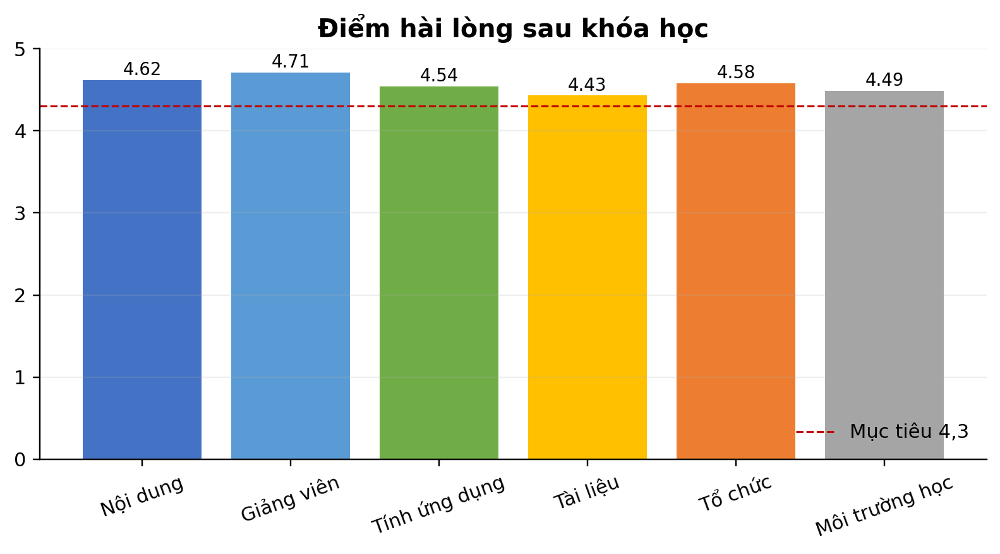 Điểm hài lòng sau khóa học
5
4
3
2
1
0
4.62
4.71
4.54
4.43
4.58
4.49
Mục tiêu 4,3
Nội dung
Giảng viên
Tính ứng dụng
Tài liệu
Tổ chức
Môi trường học